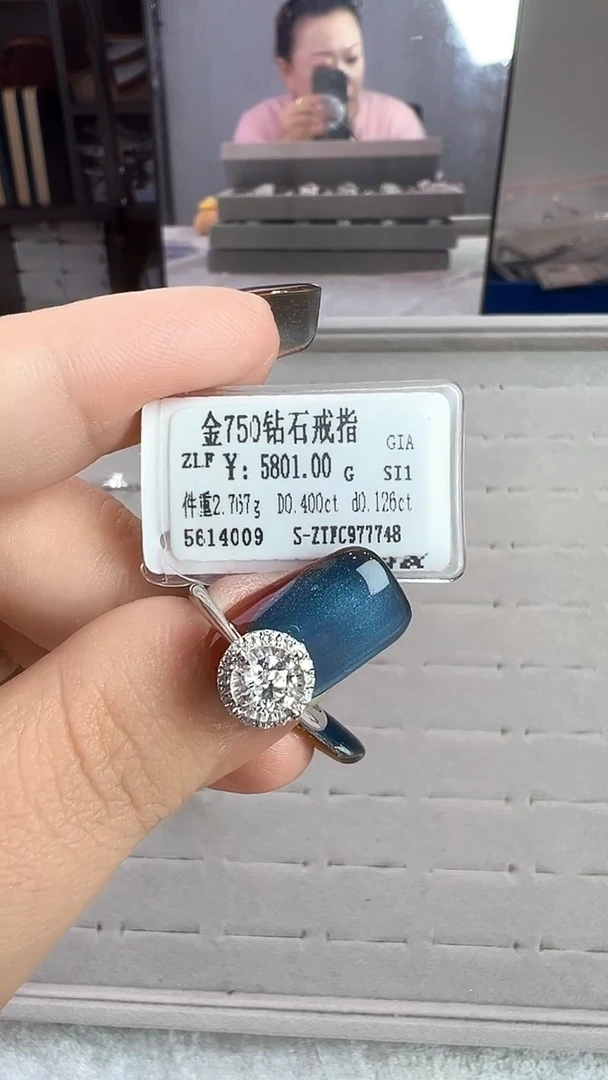 金750钻石戒指
GIA
ZLF ¥: 5801.00 G SI1
件重2.767g D0.400ct d0.126ct
5614009 S-ZTFC977748